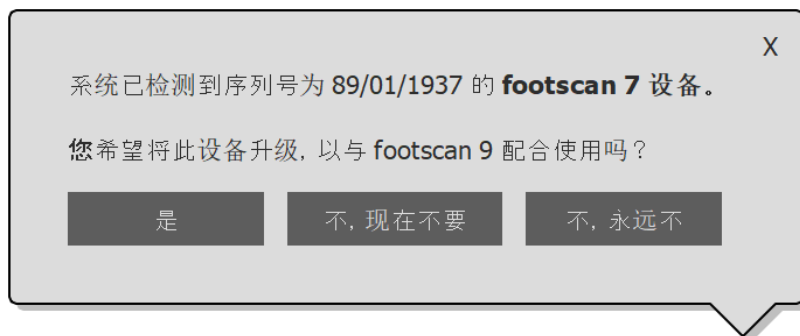 X
系统已检测到序列号为 89/01/1937 的 footscan 7 设备。
您希望将此设备升级, 以与 footscan 9 配合使用吗？
是
不, 现在不要
不, 永远不